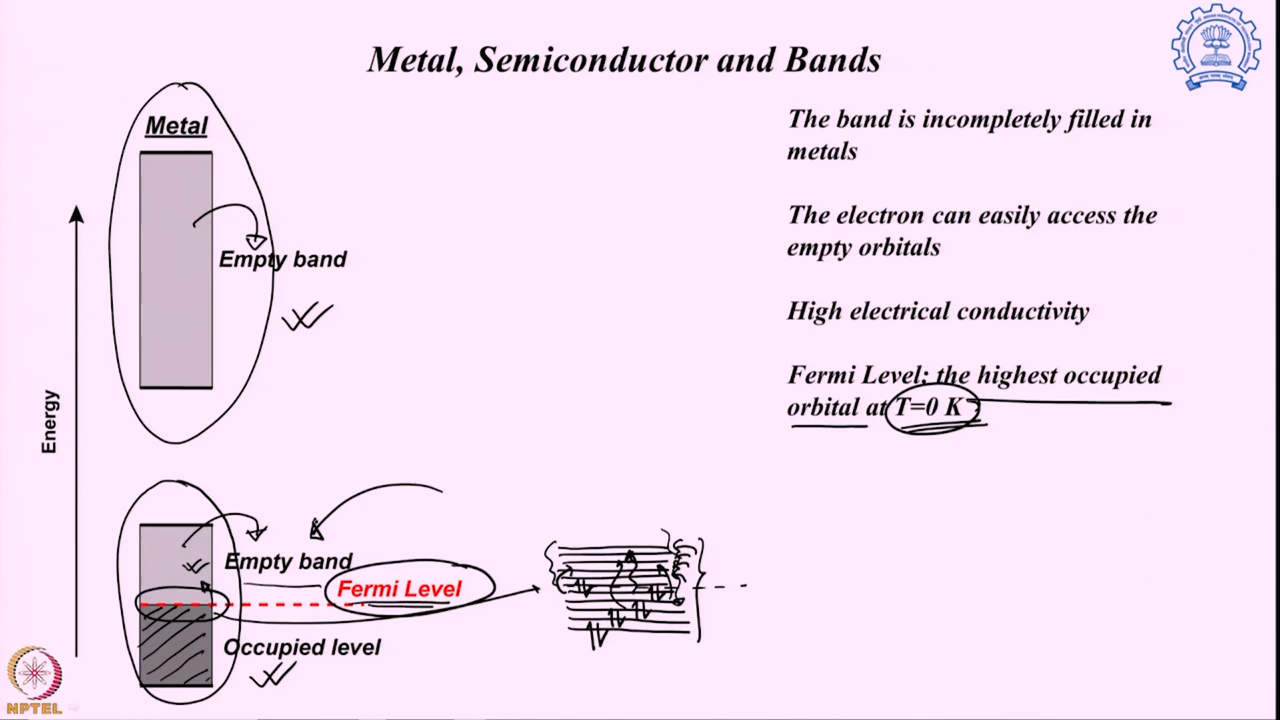 Metal, Semiconductor and Bands
Metal
Empty band
Energy
Empty band
Fermi Level
Occupied level
The band is incompletely filled in
metals
The electron can easily access the
empty orbitals
High electrical conductivity
Fermi Level: the highest occupied
orbital at T=0 K
NPTEL